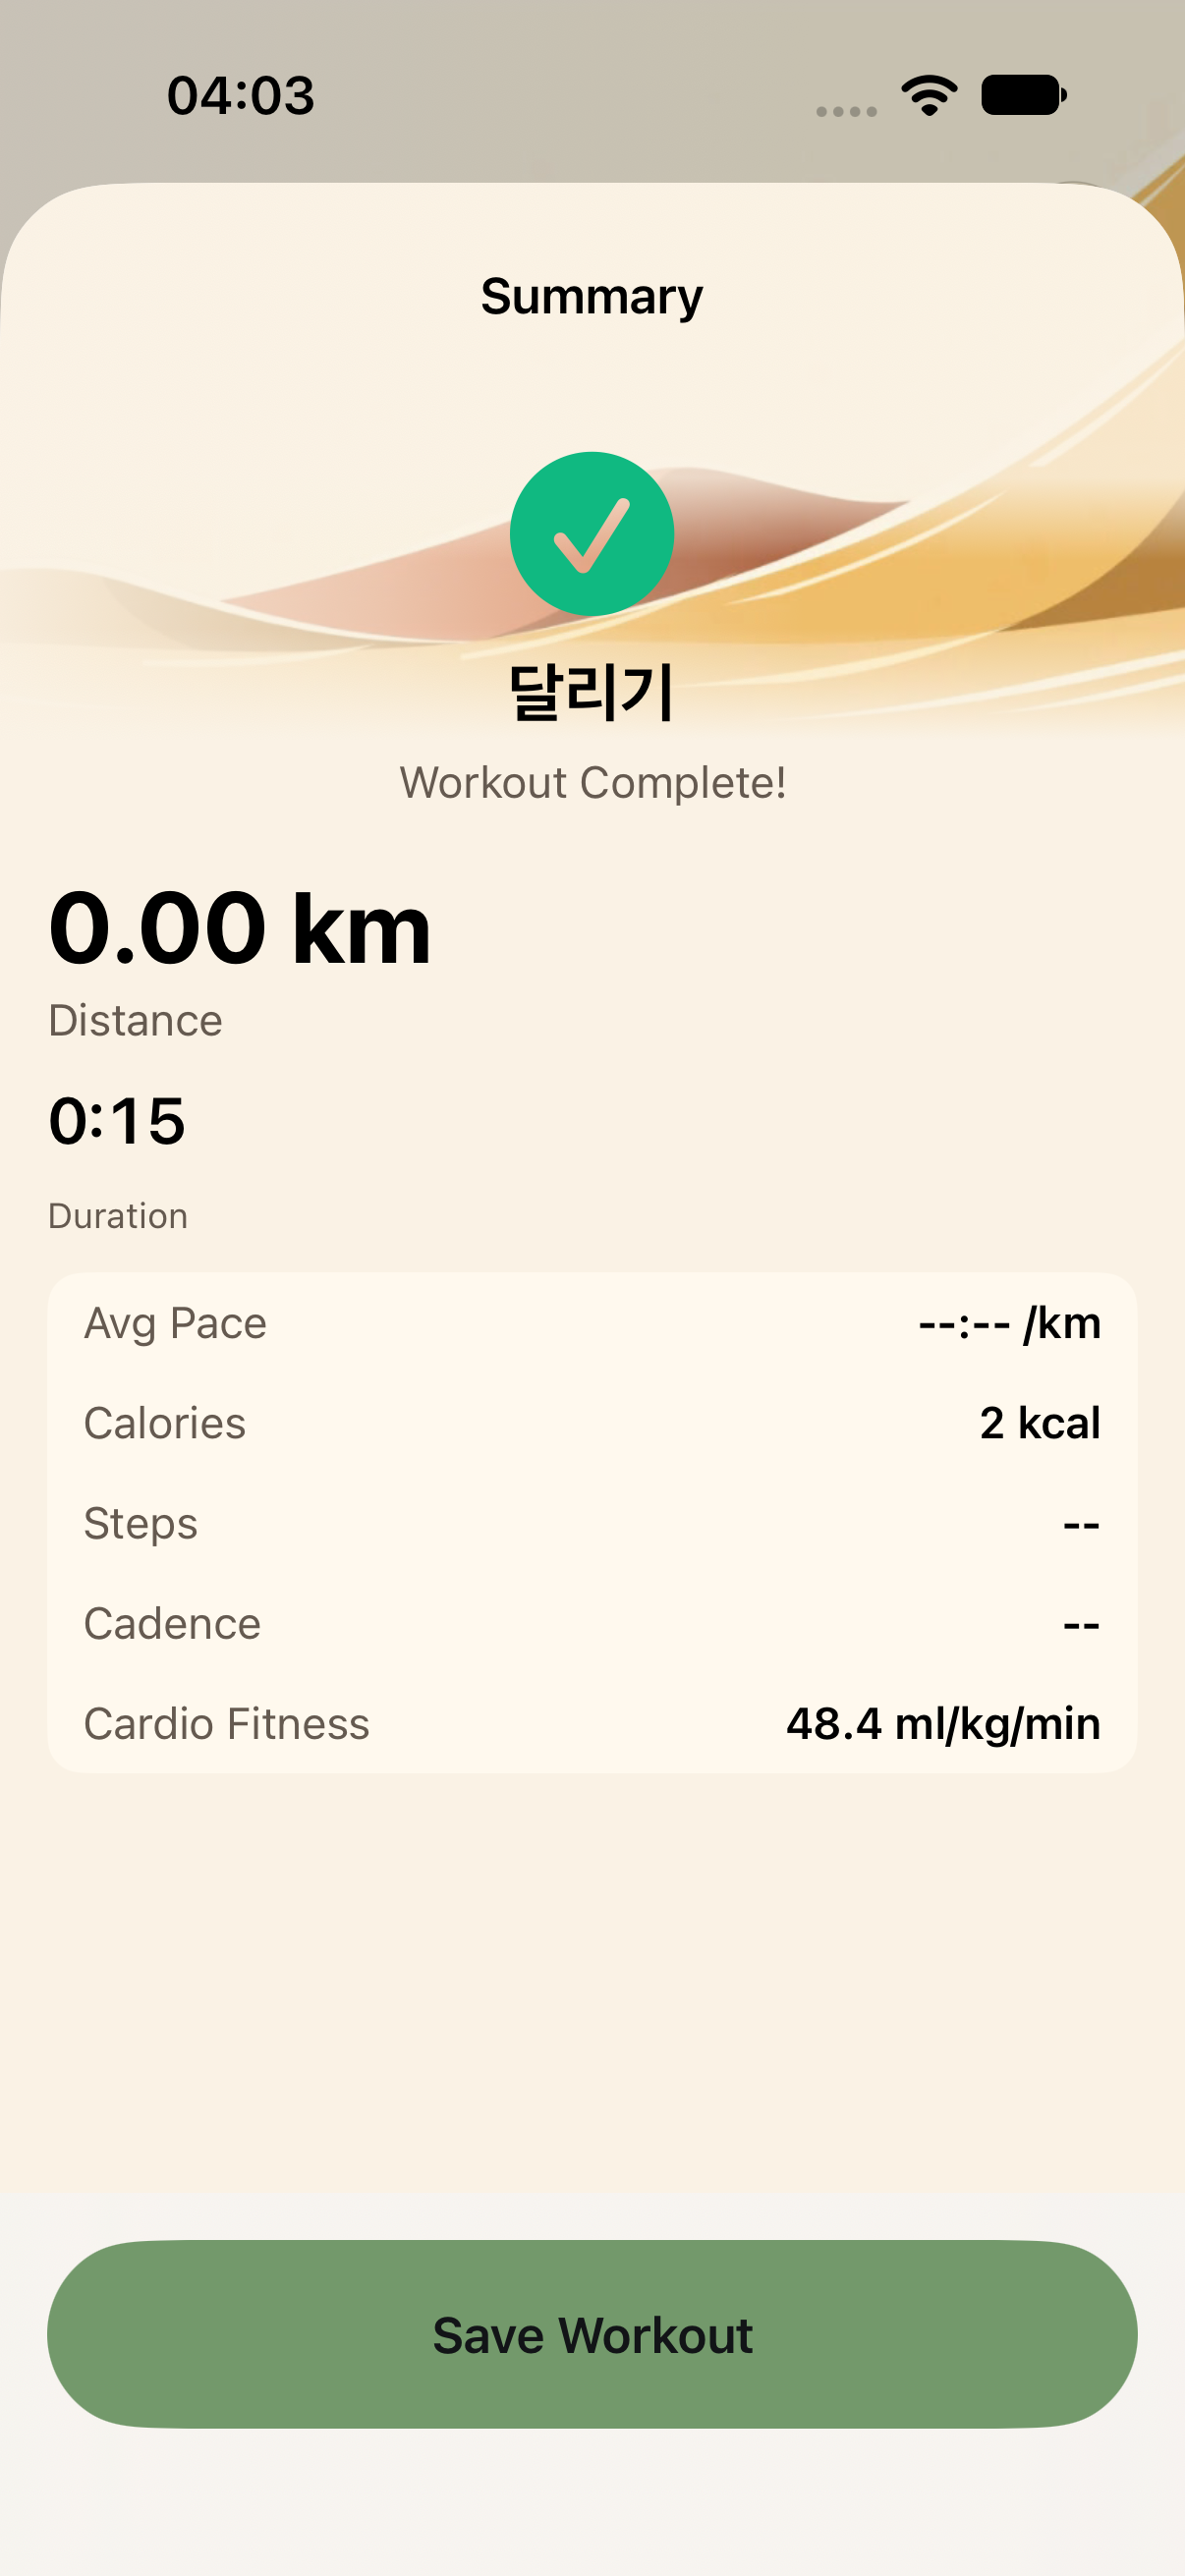 04:03
Summary
달리기
Workout Complete!
0.00 km
Distance
0:15
Duration
Avg Pace --:-- /km
Calories 2 kcal
Steps --
Cadence --
Cardio Fitness 48.4 ml/kg/min
Save Workout